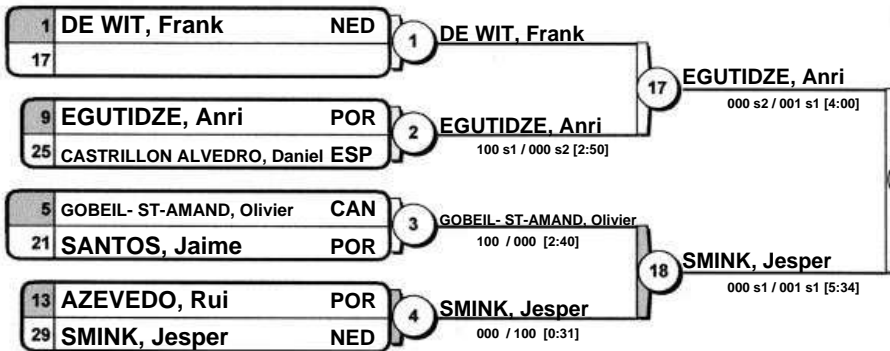 1 DE WIT, Frank NED
17
1
DE WIT, Frank
9 EGUTIDZE, Anri POR
25 CASTRILLON ALVEDRO, Daniel ESP
2
EGUTIDZE, Anri
100 s1 / 000 s2 [2:50]
17
EGUTIDZE, Anri
000 s2 / 001 s1 [4:00]
5 GOBEIL- ST-AMAND, Olivier CAN
21 SANTOS, Jaime POR
3
GOBEIL- ST-AMAND, Olivier
100 / 000 [2:40]
13 AZEVEDO, Rui POR
29 SMINK, Jesper NED
4
SMINK, Jesper
000 / 100 [0:31]
18
SMINK, Jesper
000 s1 / 001 s1 [5:34]